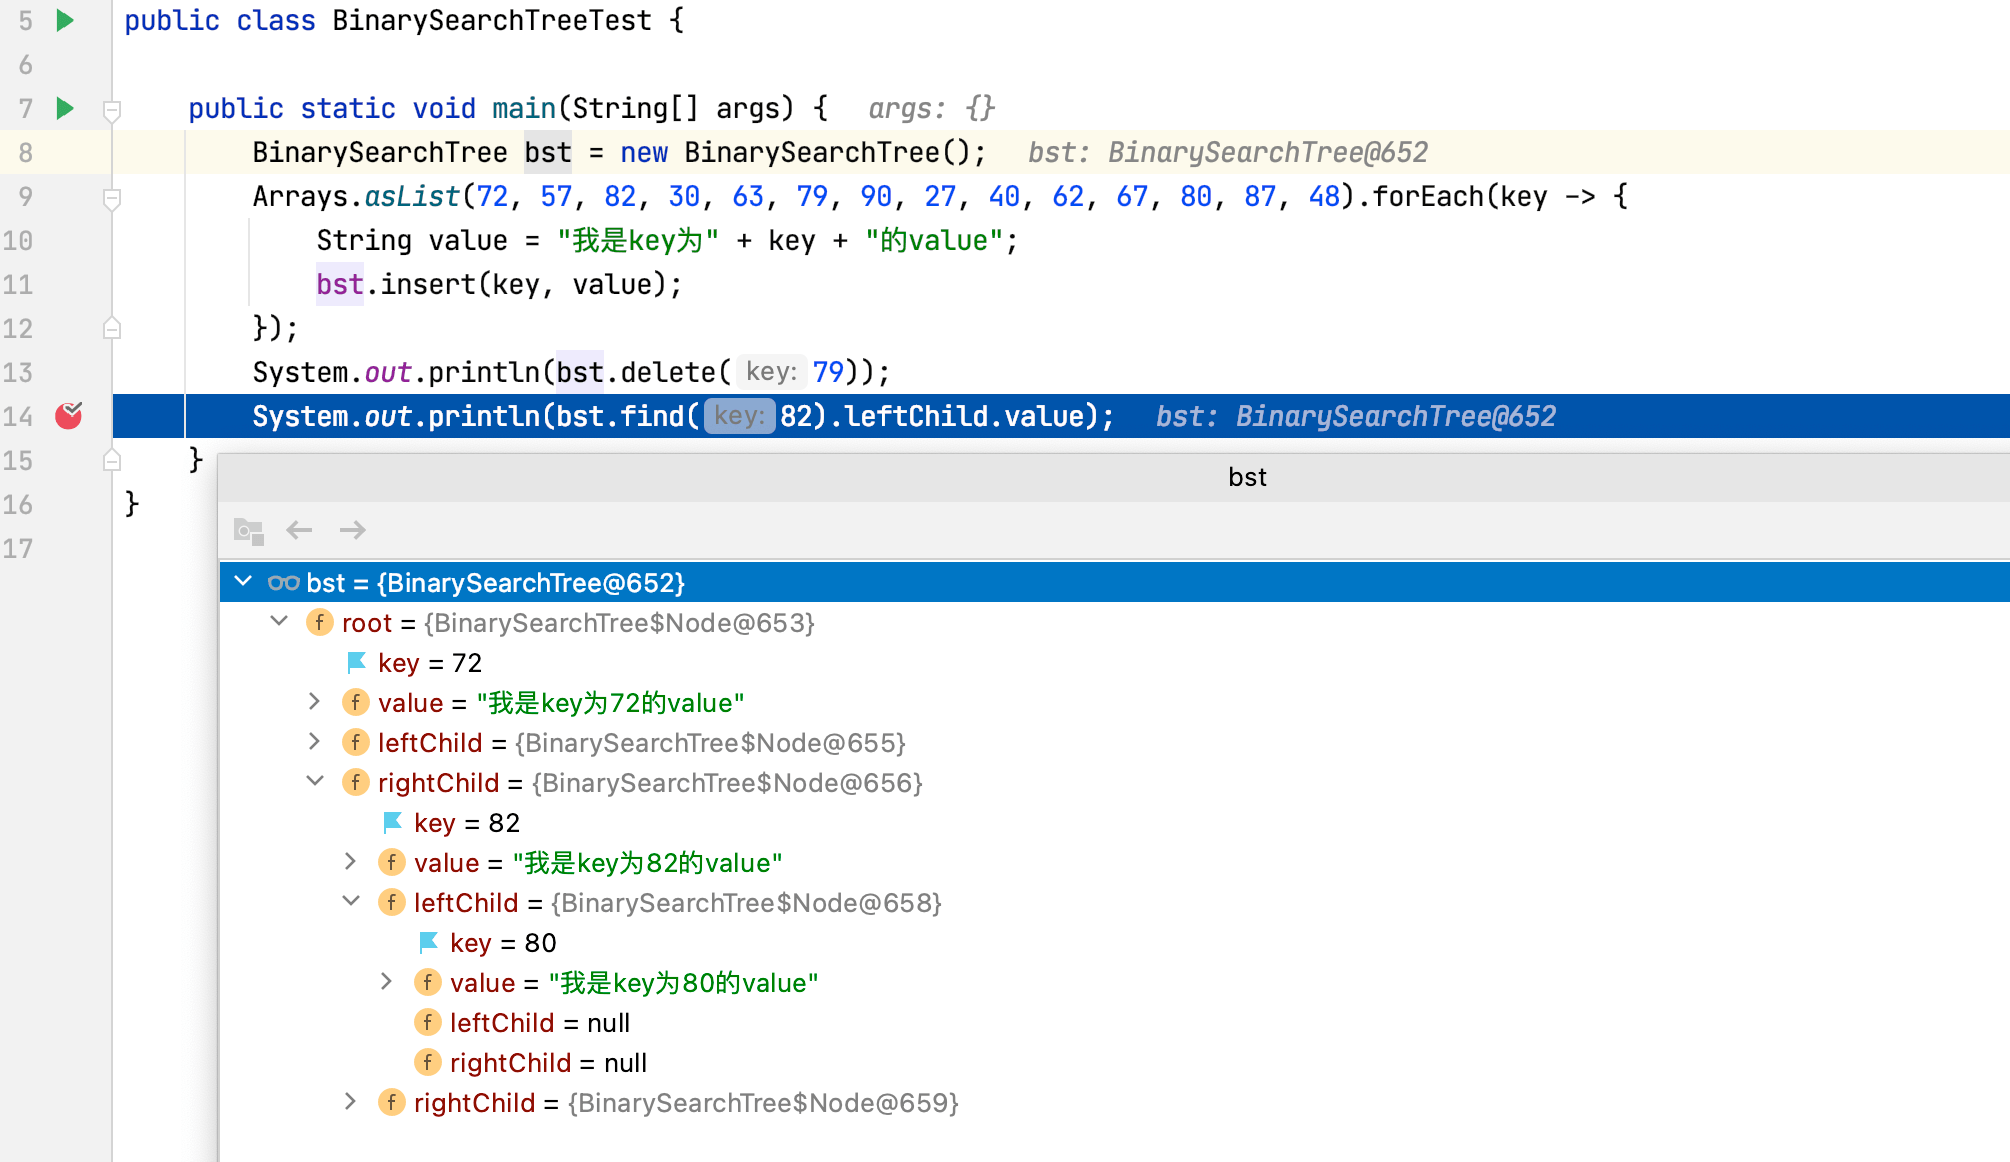 5 public class BinarySearchTreeTest {
6
7 public static void main(String[] args) { args: {}
8 BinarySearchTree bst = new BinarySearchTree(); bst: BinarySearchTree@652
9 Arrays.asList(72, 57, 82, 30, 63, 79, 90, 27, 40, 62, 67, 80, 87, 48).forEach(key -> {
10 String value = "我是key为" + key + "的value";
11 bst.insert(key, value);
12 });
13 System.out.println(bst.delete( key: 79));
14 System.out.println(bst.find( key: 82).leftChild.value); bst: BinarySearchTree@652
15 }
16 }
17
bst
bst = {BinarySearchTree@652}
f root = {BinarySearchTree$Node@653}
key = 72
f value = "我是key为72的value"
f leftChild = {BinarySearchTree$Node@655}
f rightChild = {BinarySearchTree$Node@656}
key = 82
f value = "我是key为82的value"
f leftChild = {BinarySearchTree$Node@658}
key = 80
f value = "我是key为80的value"
f leftChild = null
f rightChild = null
f rightChild = {BinarySearchTree$Node@659}